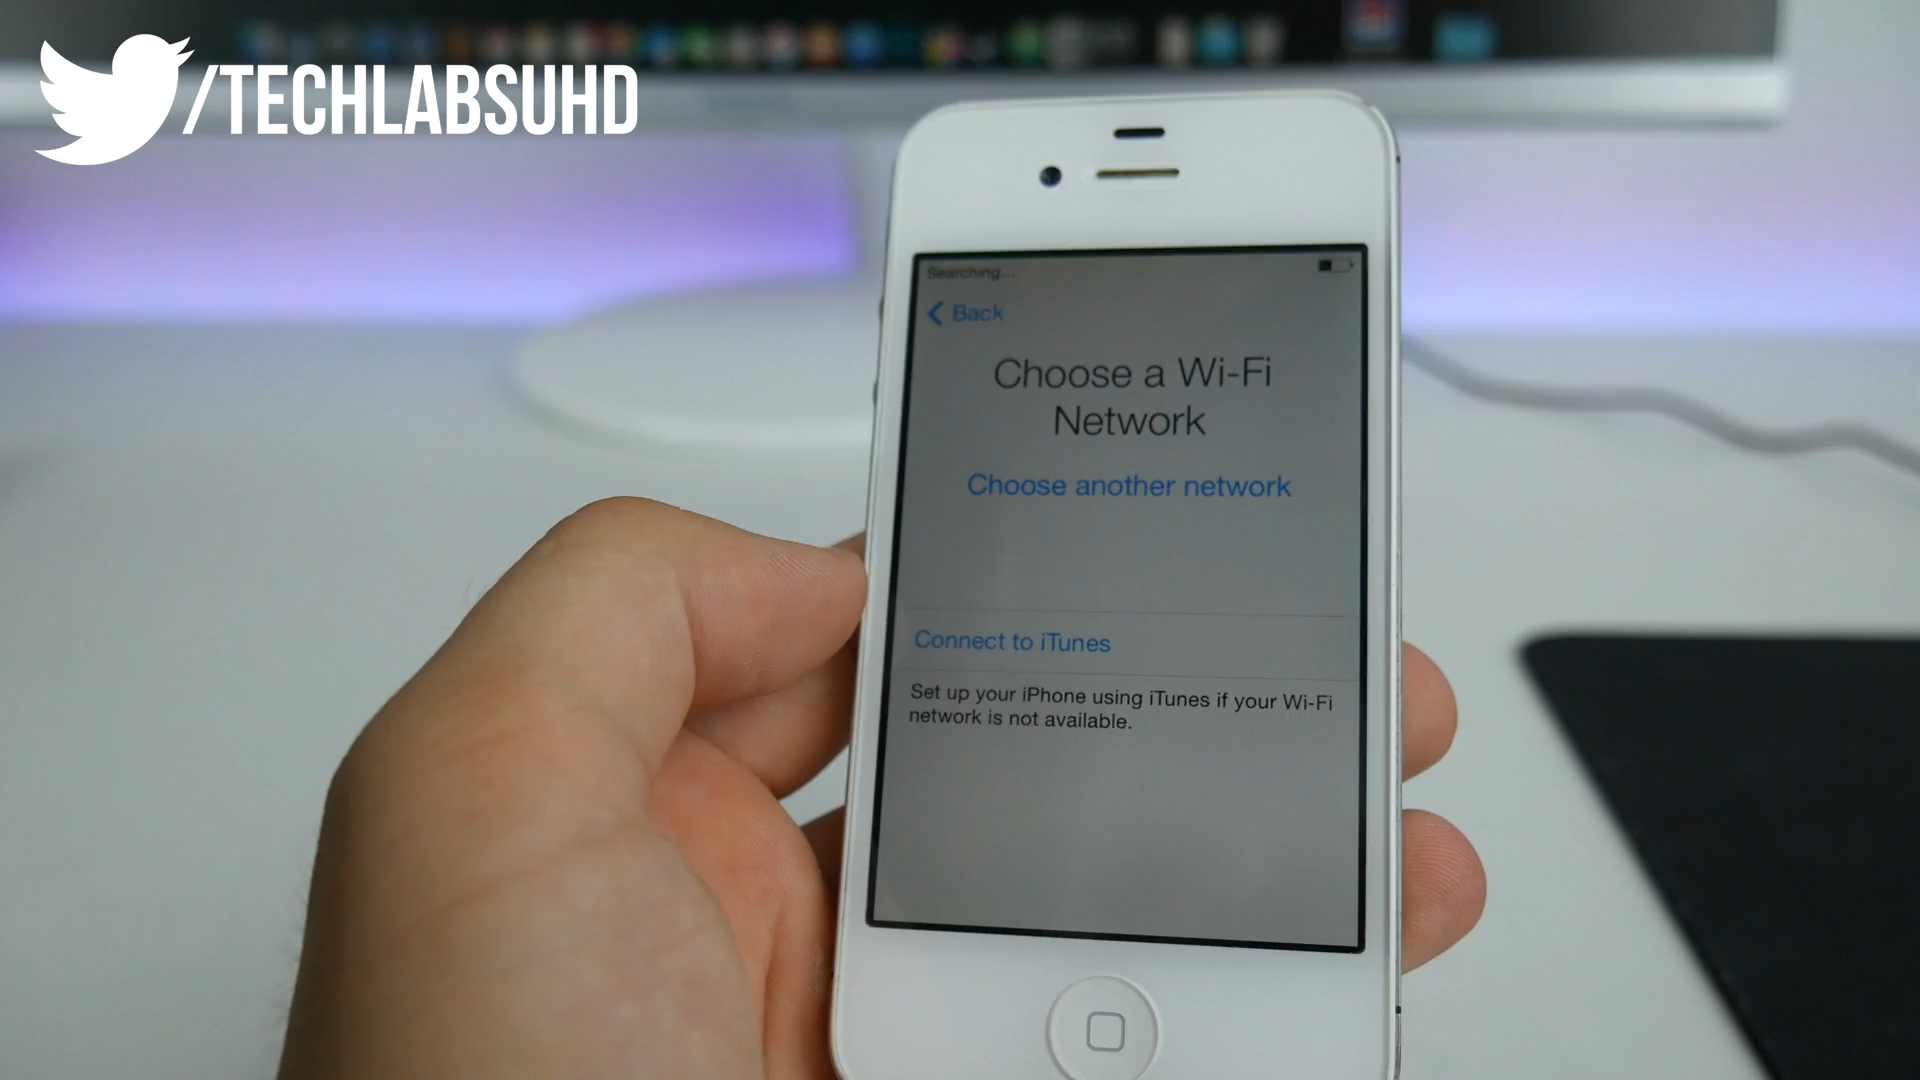 /TECHLABSUHD
Searching...
Back
Choose a Wi-Fi
Network
Choose another network
Connect to iTunes
Set up your iPhone using iTunes if your Wi-Fi
network is not available.